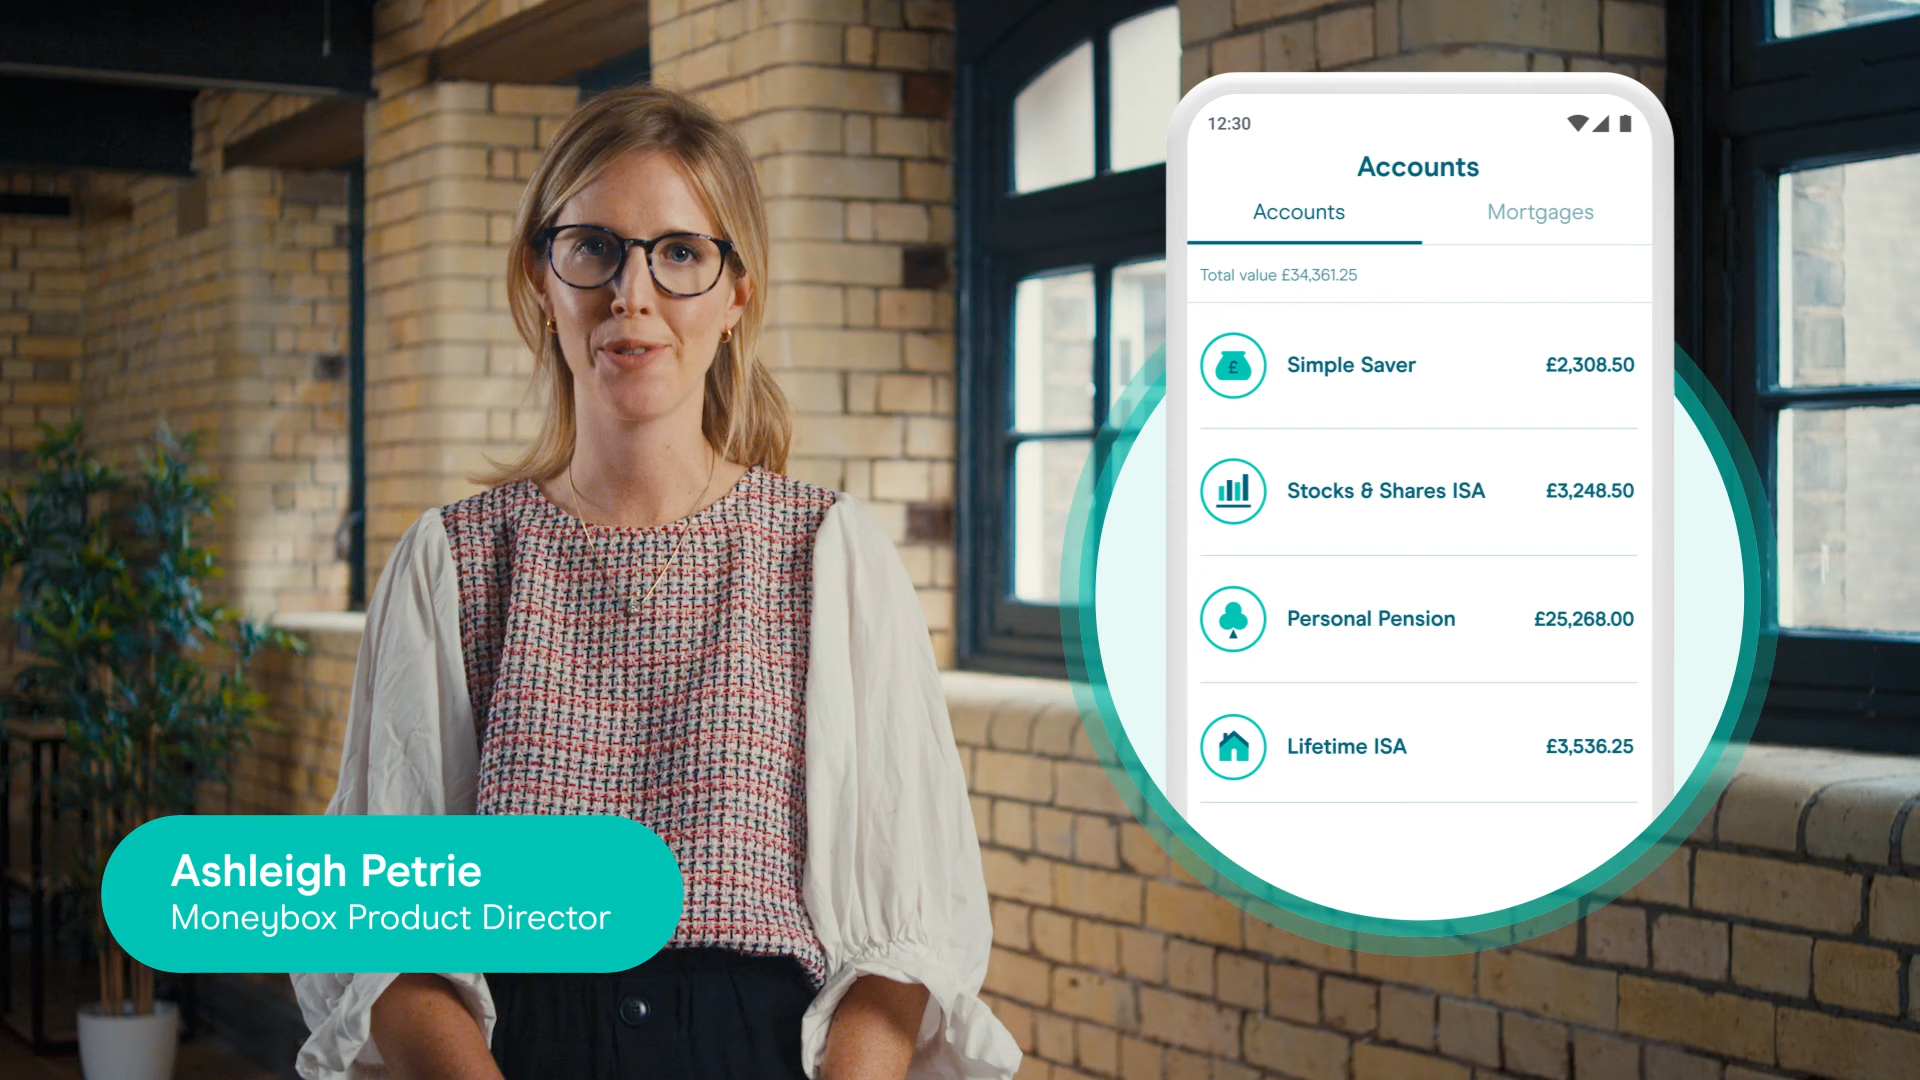 12:30
Accounts
Accounts Mortgages
Total value £34,361.25
£
Simple Saver £2,308.50
Stocks & Shares ISA £3,248.50
Personal Pension £25,268.00
Lifetime ISA £3,536.25
Ashleigh Petrie
Moneybox Product Director